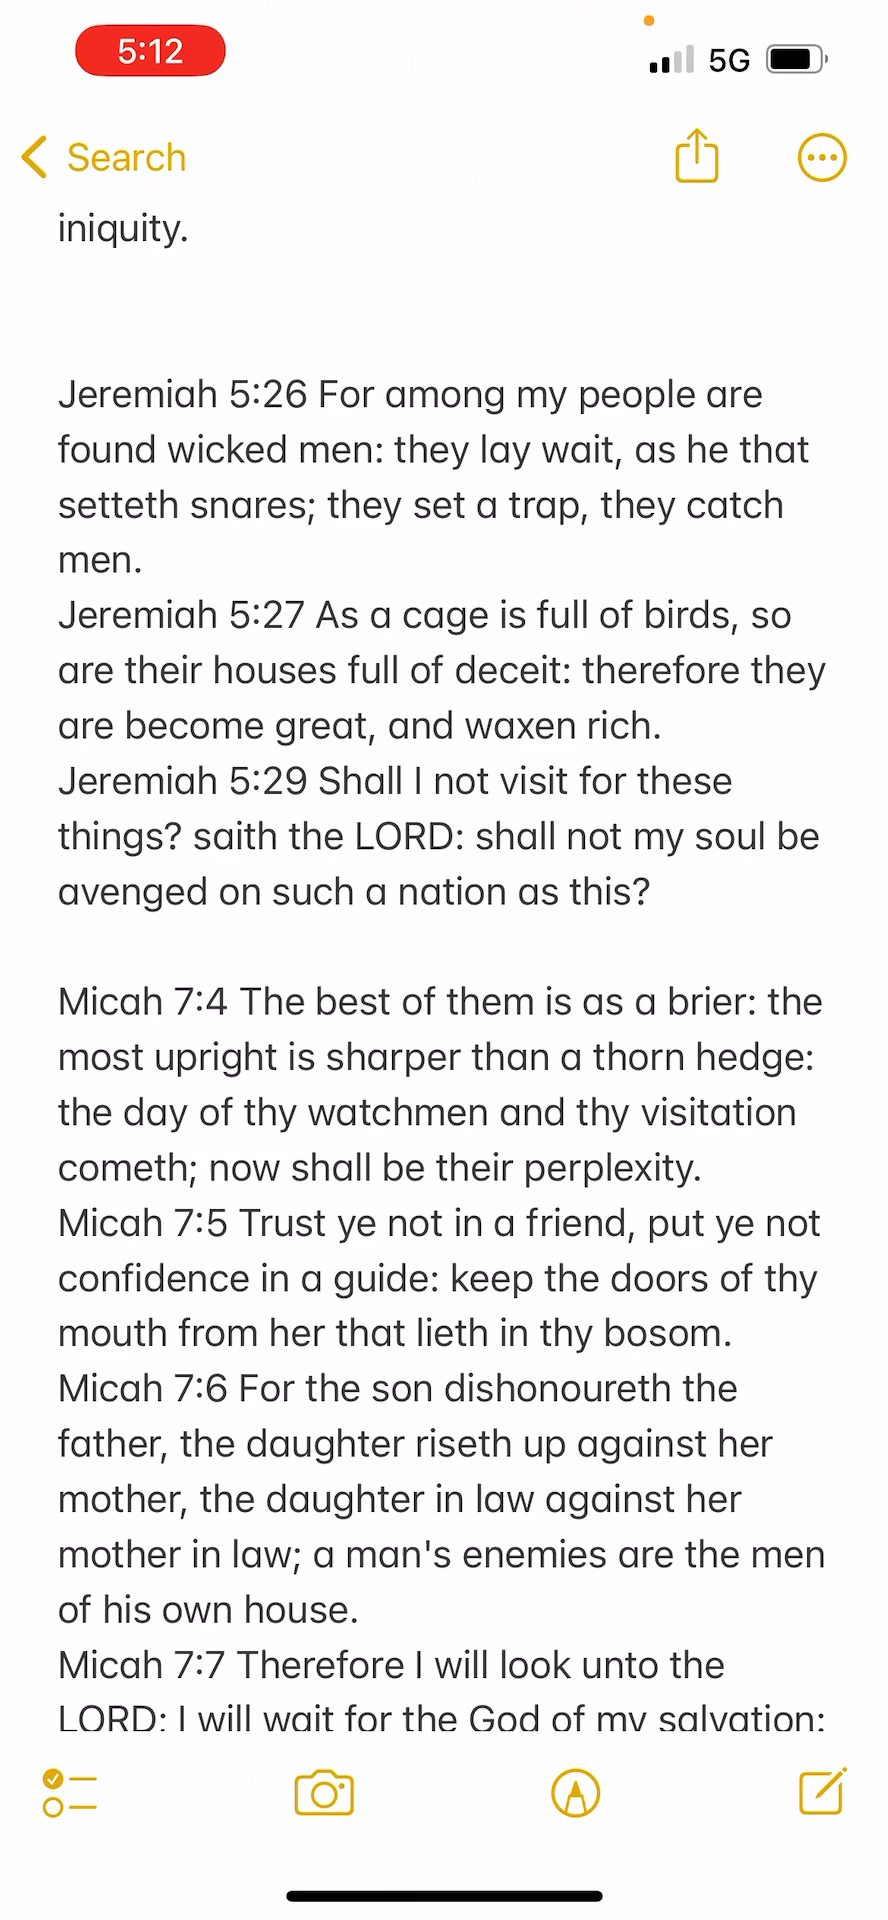 5:12
5G
Search
iniquity.
Jeremiah 5:26 For among my people are
found wicked men: they lay wait, as he that
setteth snares; they set a trap, they catch
men.
Jeremiah 5:27 As a cage is full of birds, so
are their houses full of deceit: therefore they
are become great, and waxen rich.
Jeremiah 5:29 Shall I not visit for these
things? saith the LORD: shall not my soul be
avenged on such a nation as this?
Micah 7:4 The best of them is as a brier: the
most upright is sharper than a thorn hedge:
the day of thy watchmen and thy visitation
cometh; now shall be their perplexity.
Micah 7:5 Trust ye not in a friend, put ye not
confidence in a guide: keep the doors of thy
mouth from her that lieth in thy bosom.
Micah 7:6 For the son dishonoureth the
father, the daughter riseth up against her
mother, the daughter in law against her
mother in law; a man's enemies are the men
of his own house.
Micah 7:7 Therefore I will look unto the
LORD; I will wait for the God of my salvation: